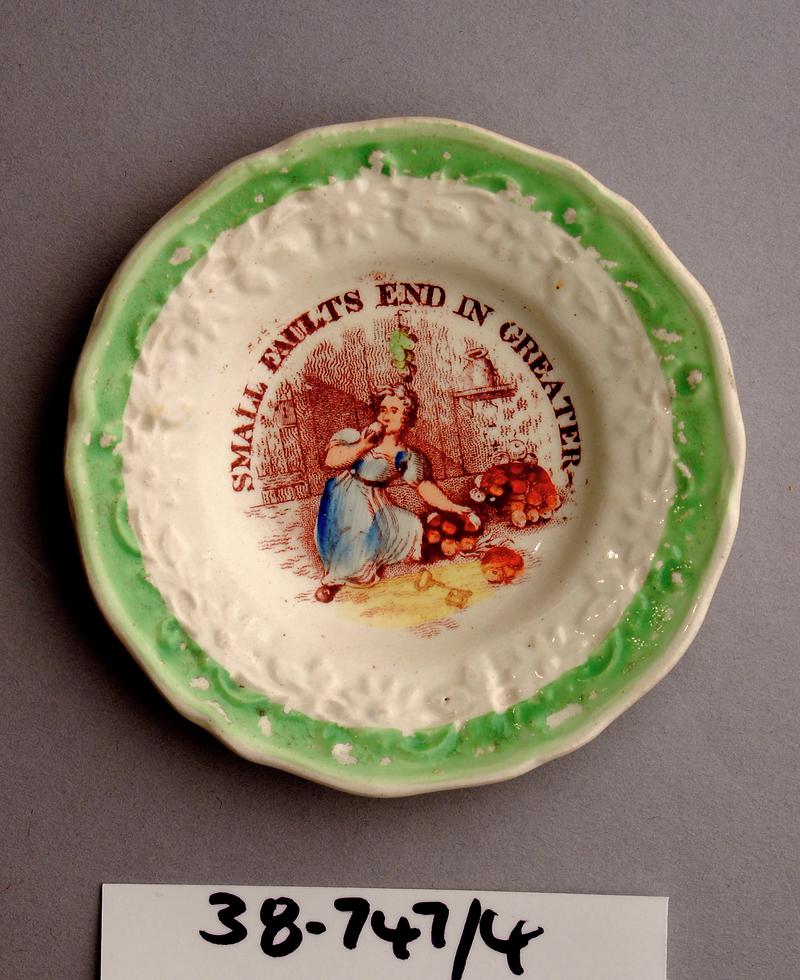 SMALL FAULTS END IN GREATER
38-747/4